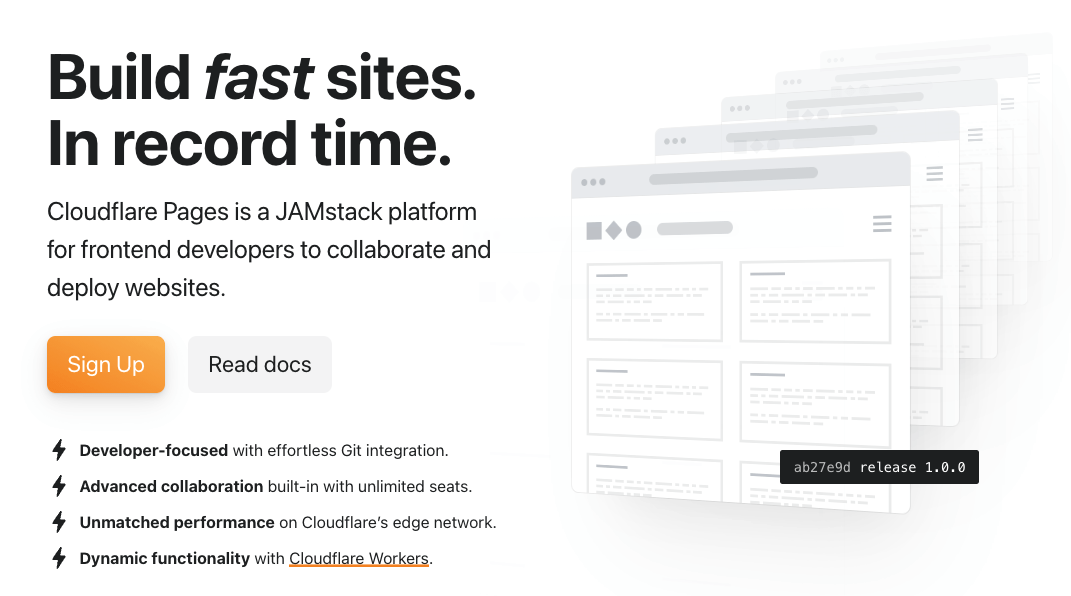 Build fast sites.
In record time.
Cloudflare Pages is a JAMstack platform
for frontend developers to collaborate and
deploy websites.
Sign Up
Read docs
Developer-focused with effortless Git integration.
Advanced collaboration built-in with unlimited seats.
Unmatched performance on Cloudflare’s edge network.
Dynamic functionality with Cloudflare Workers.
ab27e9d release 1.0.0